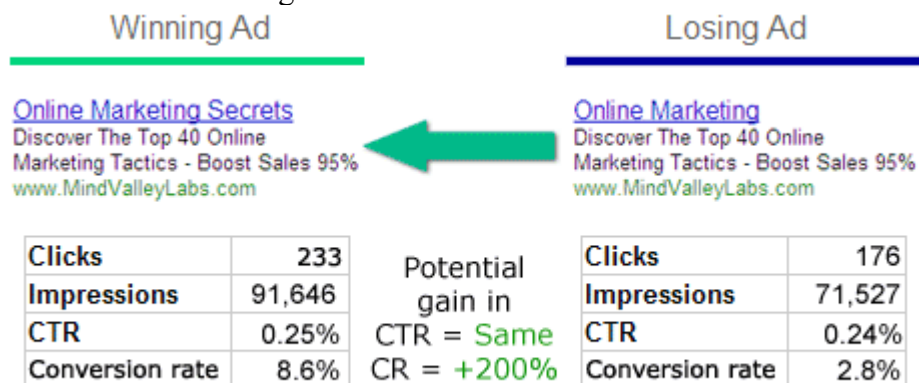 Winning Ad
Losing Ad
Online Marketing Secrets
Discover The Top 40 Online
Marketing Tactics - Boost Sales 95%
www.MindValleyLabs.com
Online Marketing
Discover The Top 40 Online
Marketing Tactics - Boost Sales 95%
www.MindValleyLabs.com
Clicks 233
Impressions 91,646
CTR 0.25%
Conversion rate 8.6%
Potential
gain in
CTR = Same
CR = +200%
Clicks 176
Impressions 71,527
CTR 0.24%
Conversion rate 2.8%